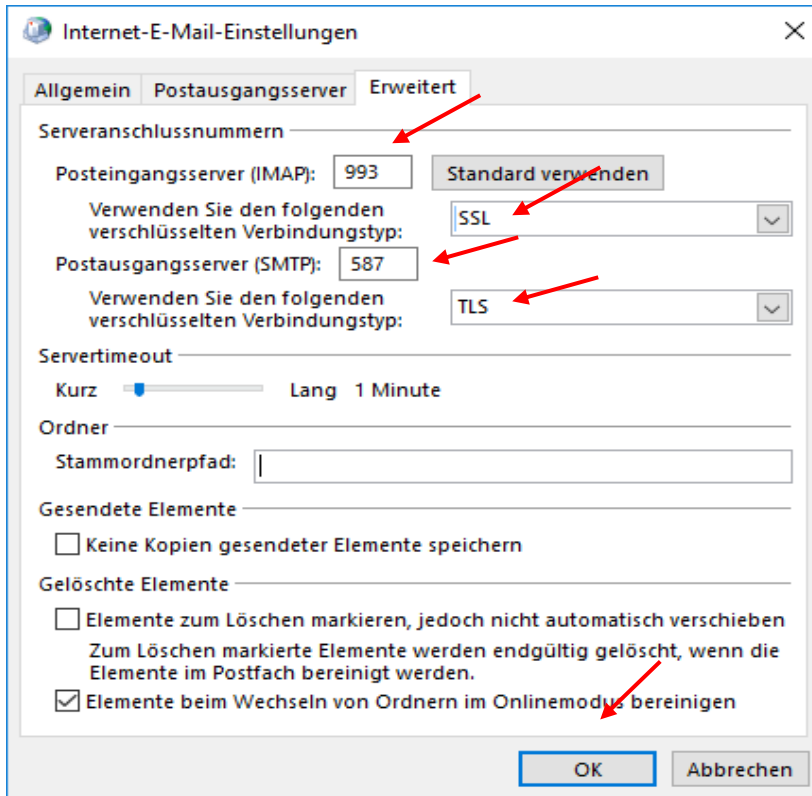 Internet-E-Mail-Einstellungen
Allgemein Postausgangsserver Erweitert
Serveranschlussnummern
Posteingangsserver (IMAP): 993 Standard verwenden
Verwenden Sie den folgenden
verschlüsselten Verbindungstyp: SSL
Postausgangsserver (SMTP): 587
Verwenden Sie den folgenden
verschlüsselten Verbindungstyp: TLS
Servertimeout
Kurz Lang 1 Minute
Ordner
Stammordnerpfad:
Gesendete Elemente
Keine Kopien gesendeter Elemente speichern
Gelöschte Elemente
Elemente zum Löschen markieren, jedoch nicht automatisch verschieben
Zum Löschen markierte Elemente werden endgültig gelöscht, wenn die
Elemente im Postfach bereinigt werden.
Elemente beim Wechseln von Ordnern im Onlinemodus bereinigen
OK Abbrechen